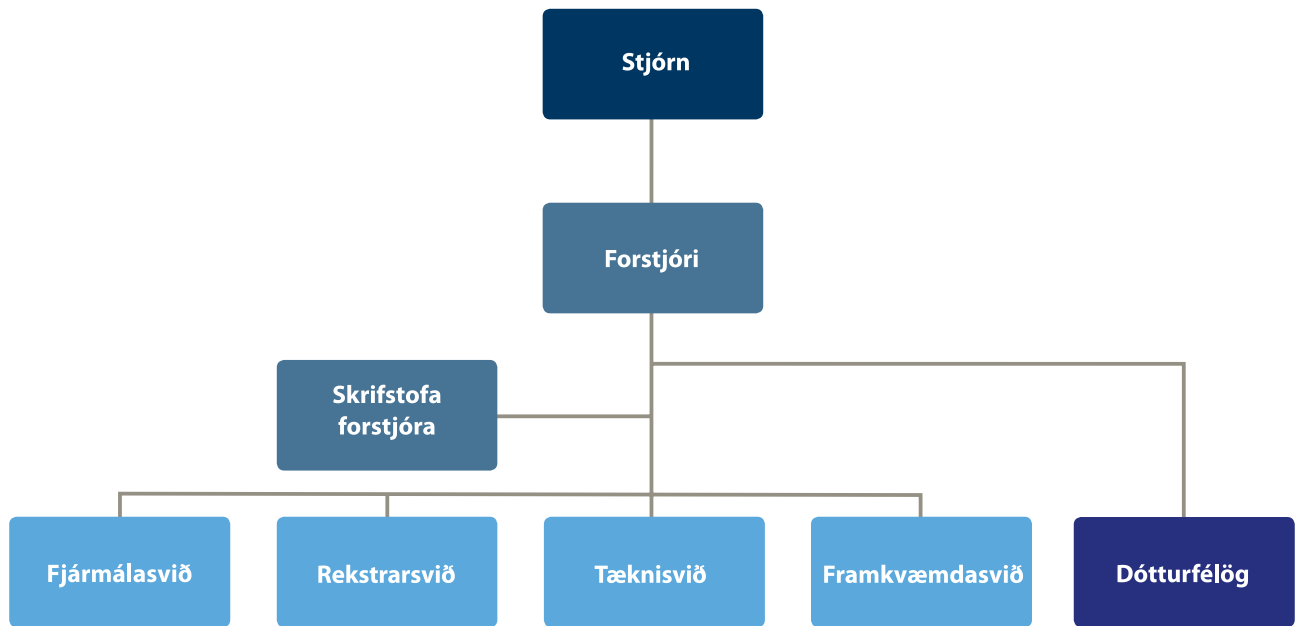 Stjórn
Forstjóri
Skrifstofa
forstjóra
Fjármálasvið
Rekstrarsvið
Tæknisvið
Framkvæmdasvið
Dótturfélög